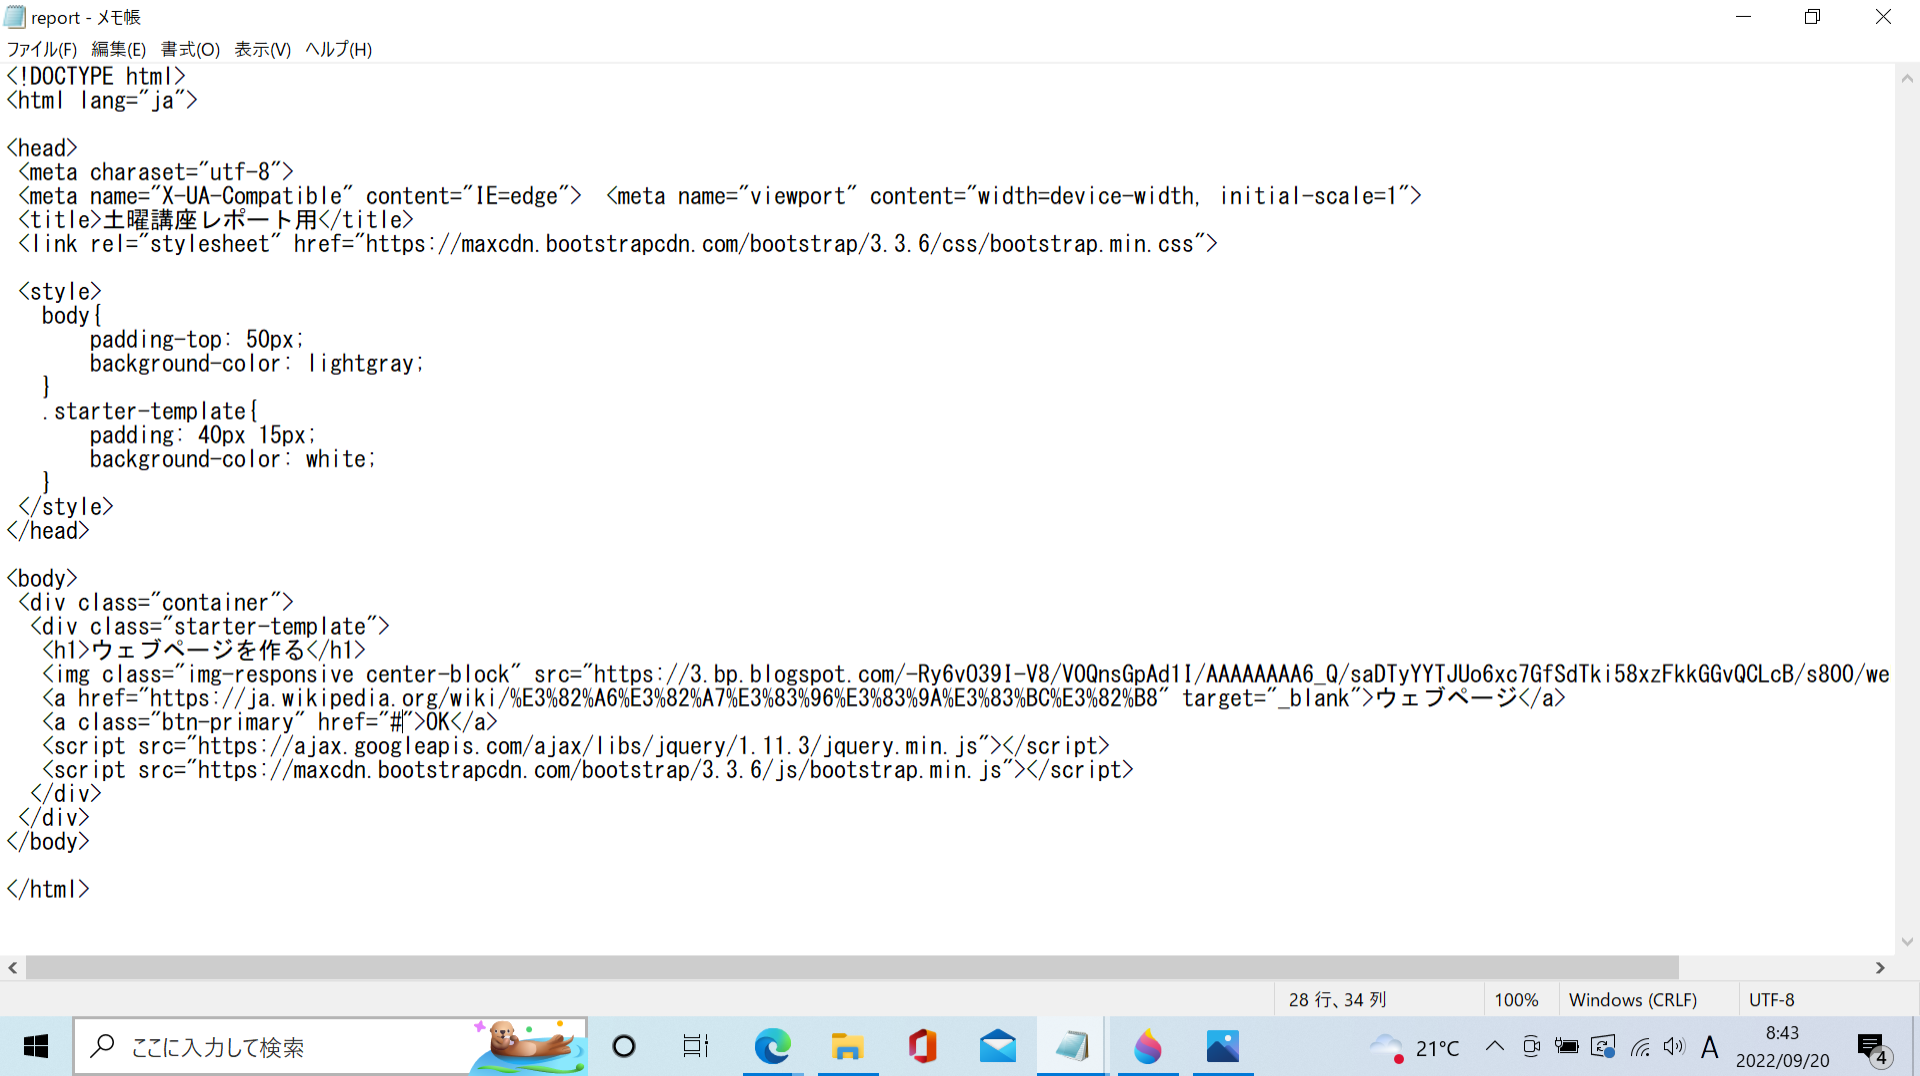 report - メモ帳
ファイル(F) 編集(E) 書式(O) 表示(V) ヘルプ(H)
<!DOCTYPE html>
<html lang="ja">
<head>
<meta charaset="utf-8">
<meta name="X-UA-Compatible" content="IE=edge">  <meta name="viewport" content="width=device-width, initial-scale=1">
<title>土曜講座レポート用</title>
<link rel="stylesheet" href="https://maxcdn.bootstrapcdn.com/bootstrap/3.3.6/css/bootstrap.min.css">
<style>
body{
padding-top: 50px;
background-color: lightgray;
}
.starter-template{
padding: 40px 15px;
background-color: white;
}
</style>
</head>
<body>
<div class="container">
<div class="starter-template">
<h1>ウェブページを作る</h1>
<img class="img-responsive center-block" src="https://3.bp.blogspot.com/-Ry6vO39I-V8/V0QnsGpAd1I/AAAAAAAA6_Q/saDTyYYTJUo6xc7GfSdTki58xzFkkGGvQCLcB/s800/we
<a href="https://ja.wikipedia.org/wiki/%E3%82%A6%E3%82%A7%E3%83%96%E3%83%9A%E3%83%BC%E3%82%B8" target="_blank">ウェブページ</a>
<a class="btn-primary" href="#">OK</a>
<script src="https://ajax.googleapis.com/ajax/libs/jquery/1.11.3/jquery.min.js"></script>
<script src="https://maxcdn.bootstrapcdn.com/bootstrap/3.3.6/js/bootstrap.min.js"></script>
</div>
</div>
</body>
</html>
28 行、34 列 100% Windows (CRLF) UTF-8
ここに入力して検索 21°C A 8:43
2022/09/20 4